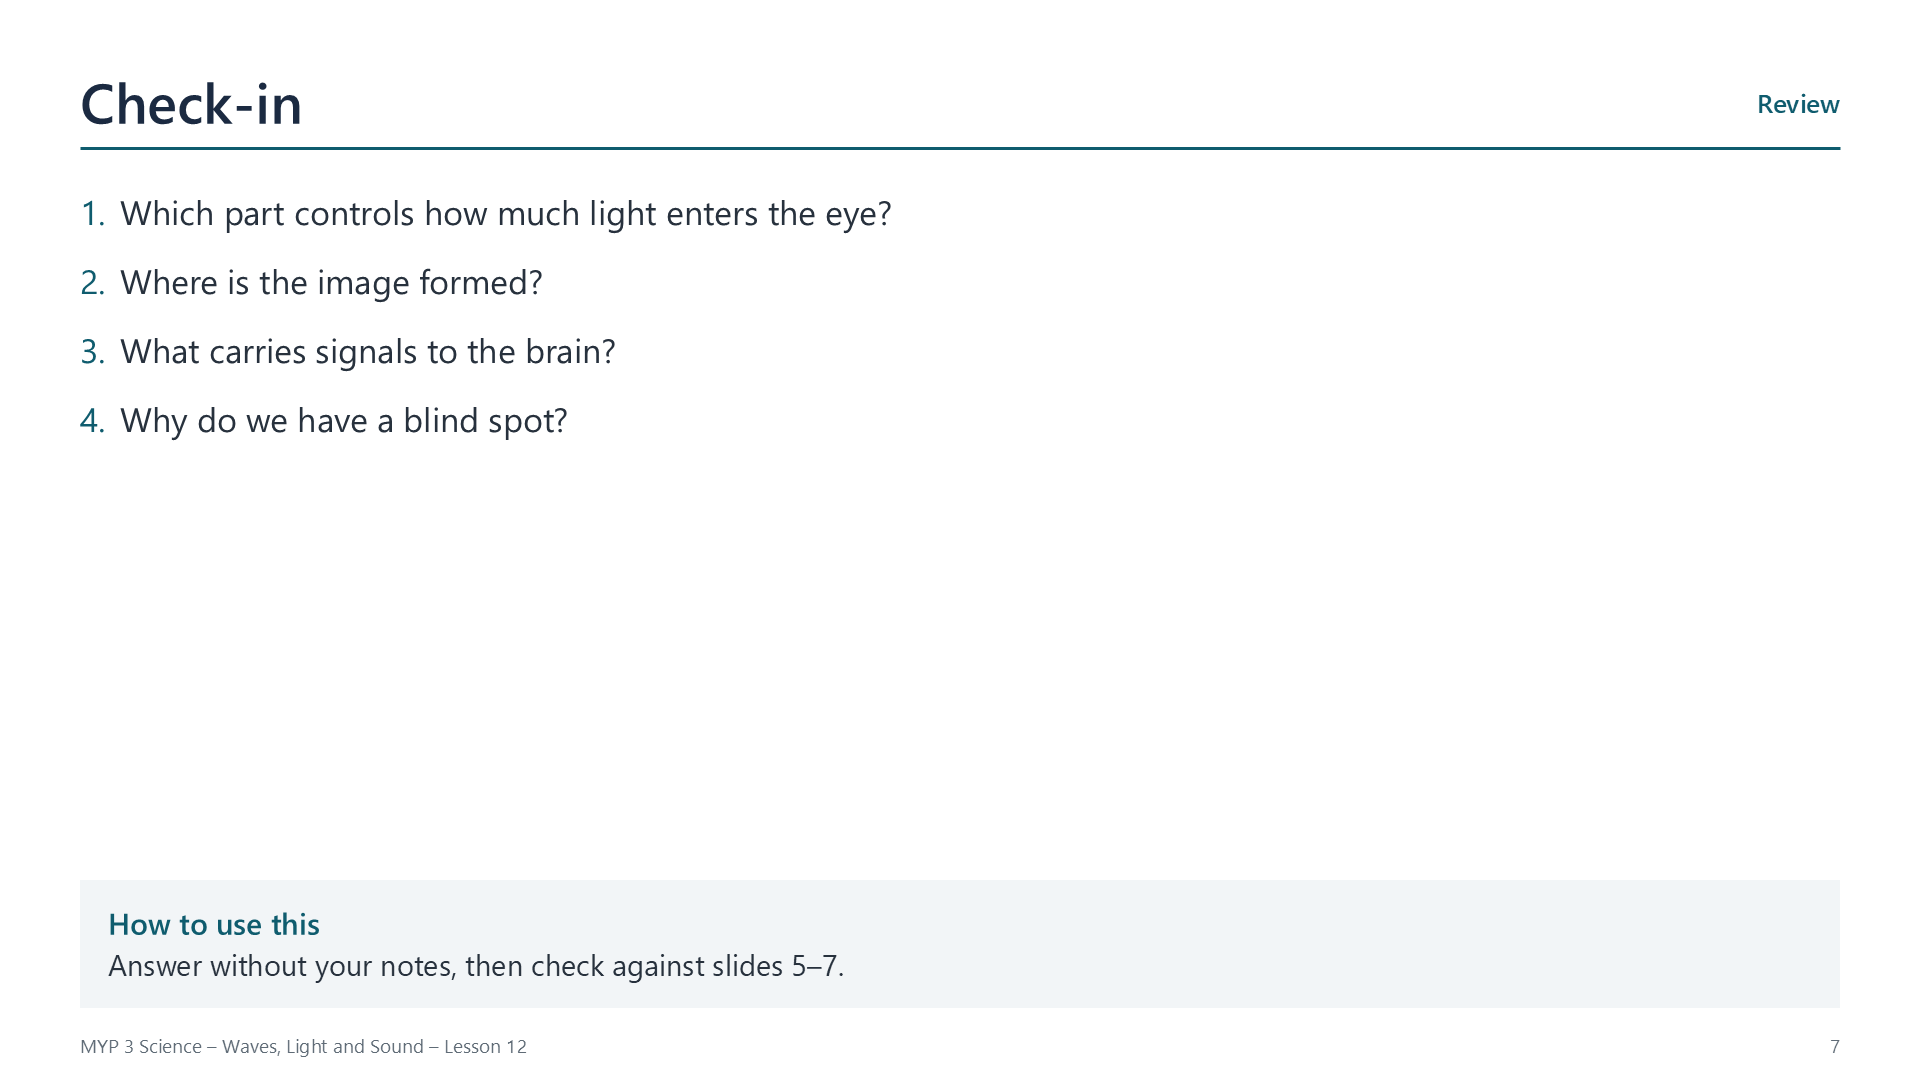 Check-in
Review
1. Which part controls how much light enters the eye?
2. Where is the image formed?
3. What carries signals to the brain?
4. Why do we have a blind spot?
How to use this
Answer without your notes, then check against slides 5–7.
MYP 3 Science – Waves, Light and Sound – Lesson 12
7